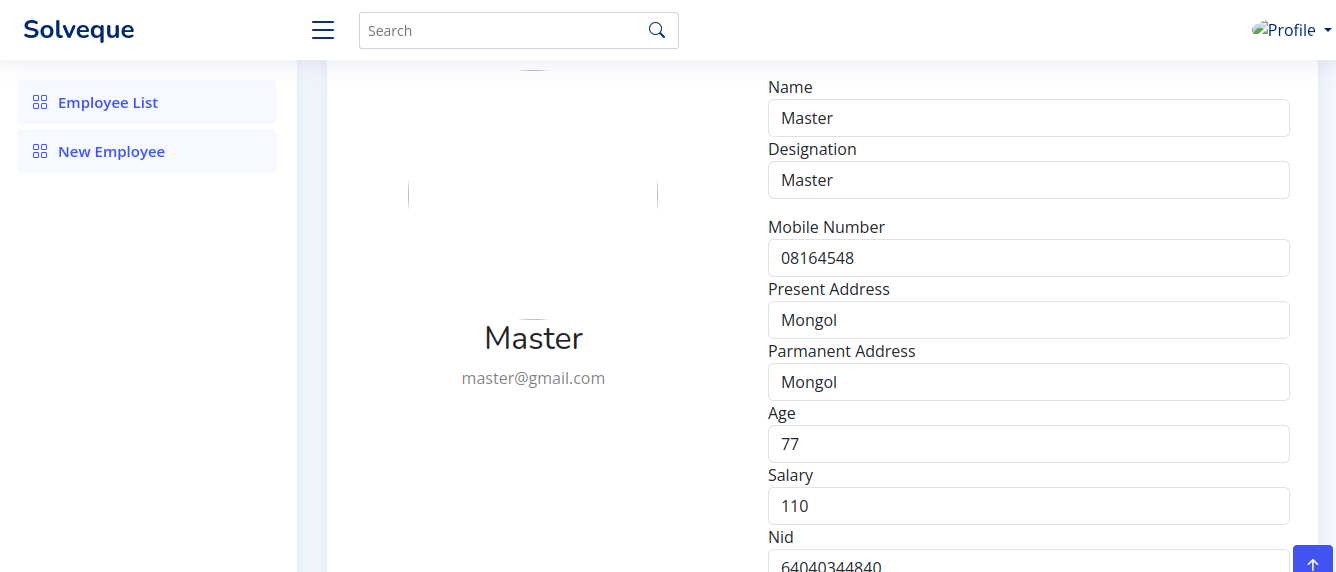 Solveque
Search
Profile
Employee List
New Employee
Master
master@gmail.com
Name
Master
Designation
Master
Mobile Number
08164548
Present Address
Mongol
Parmanent Address
Mongol
Age
77
Salary
110
Nid
64040344840